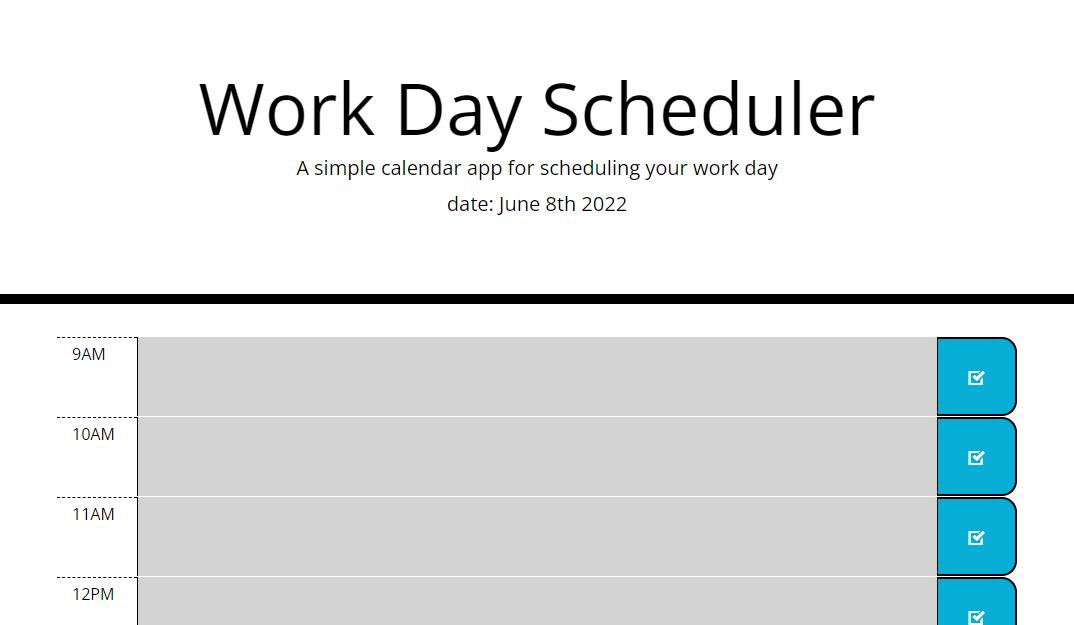 Work Day Scheduler
A simple calendar app for scheduling your work day
date: June 8th 2022
9AM
10AM
11AM
12PM